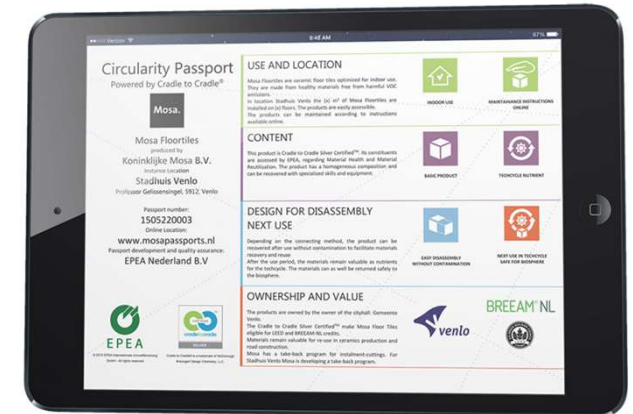 Verizon
9:48 AM
87%
Circularity Passport
Powered by Cradle to Cradle®
Mosa.
Mosa Floortiles
produced by
Koninklijke Mosa B.V.
Instance Location
Stadhuis Venlo
Professor Gelissensingel, 5912, Venlo
Passport number:
1505220003
Online Location:
www.mosapassports.nl
Passport development and quality assurance:
EPEA Nederland B.V
EPEA
cradletocradle
SILVER
USE AND LOCATION
Mosa Floortiles are ceramic floor tiles optimized for indoor use.
They are made from healthy materials free from harmful VOC
emissions.
In location Stadhuis Venlo the (x) m² of Mosa Floortiles are
installed on (x) floors. The products are easily accessible.
The products can be maintained according to instructions
available online.
INDOOR USE
MAINTAINANCE INSTRUCTIONS
ONLINE
CONTENT
This product is Cradle to Cradle Silver Certified™. Its constituents
are assessed by EPEA, regarding Material Health and Material
Reutilisation. The product has a homogeneous composition and
can be recovered with specialised skills and equipment.
BASIC PRODUCT
TECHCYCLE NUTRIENT
DESIGN FOR DISASSEMBLY
NEXT USE
Depending on the connecting method, the product can be
recovered after use without contamination to facilitate materials
recovery and reuse
After the use period, the materials remain valuable as nutrients
for the techcycle. The materials can as well be returned safely to
the biosphere.
EASY DISASSEMBLY
WITHOUT CONTAMINATION
NEXT USE IN TECHCYCLE
SAFE FOR BIOSPHERE
OWNERSHIP AND VALUE
The products are owned by the owner of the cityhall: Gemeente
Venlo.
The Cradle to Cradle Silver Certified™ make Mosa Floor Tiles
eligible for LEED and BREEAM-NL credits.
Materials remain valuable for re-use in ceramics production and
road construction.
Mosa has a take-back program for instalment-cuttings. For
Stadhuis Venlo Mosa is developing a take-back program.
venlo
BREEAM® NL